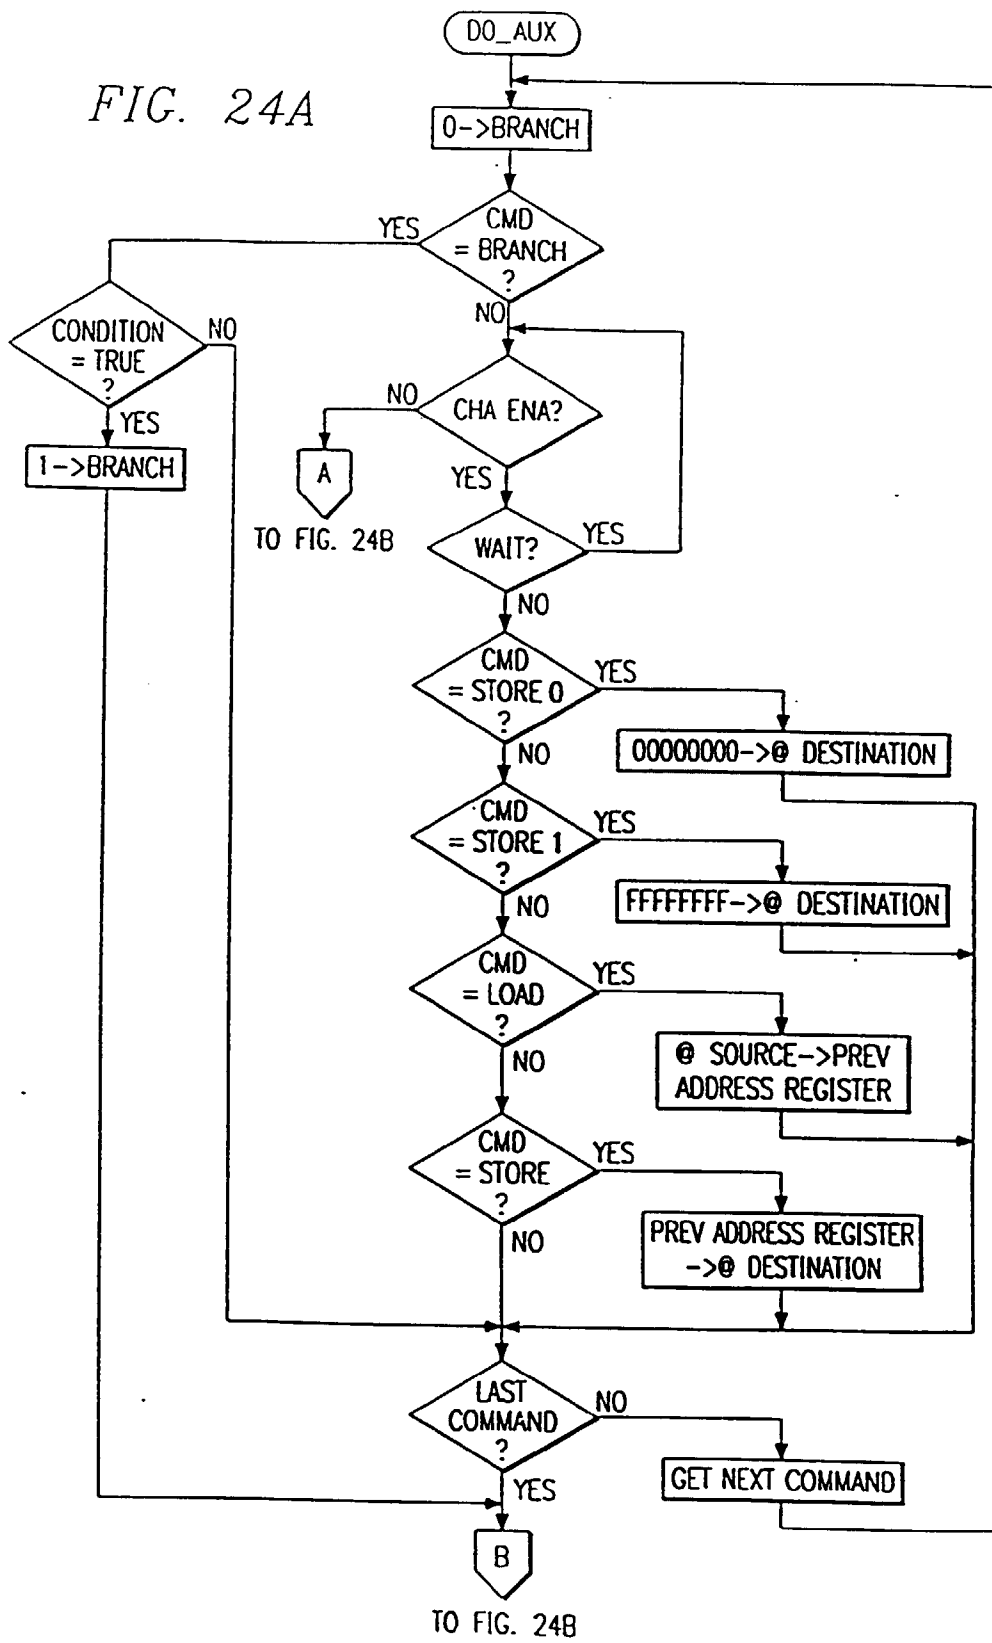 DO_AUX
FIG. 24A
0->BRANCH
CMD
= BRANCH
?
YES
NO
CONDITION
= TRUE
?
NO
YES
1->BRANCH
CHA ENA?
NO
A
TO FIG. 24B
YES
WAIT?
YES
NO
CMD
= STORE 0
?
YES
00000000->@ DESTINATION
NO
CMD
= STORE 1
?
YES
FFFFFFFF->@ DESTINATION
NO
CMD
= LOAD
?
YES
@ SOURCE->PREV
ADDRESS REGISTER
NO
CMD
= STORE
?
YES
PREV ADDRESS REGISTER
->@ DESTINATION
NO
LAST
COMMAND
?
NO
GET NEXT COMMAND
YES
B
TO FIG. 24B